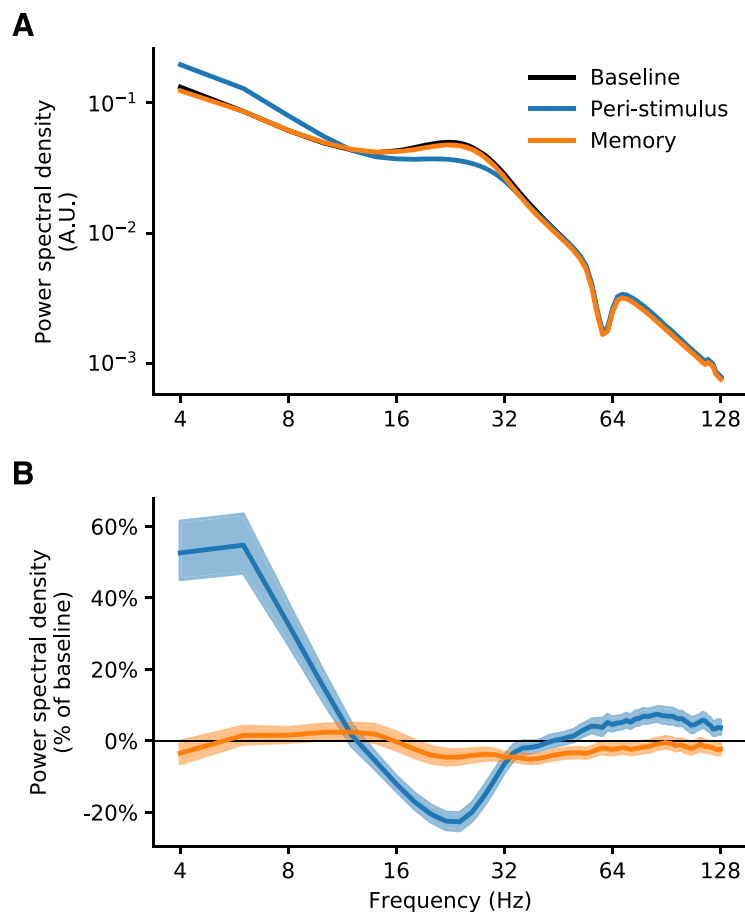 A
Power spectral density
(A.U.)
10⁻¹
10⁻²
10⁻³
Baseline
Peri-stimulus
Memory
4 8 16 32 64 128
B
Power spectral density
(% of baseline)
60%
40%
20%
0%
-20%
4 8 16 32 64 128
Frequency (Hz)